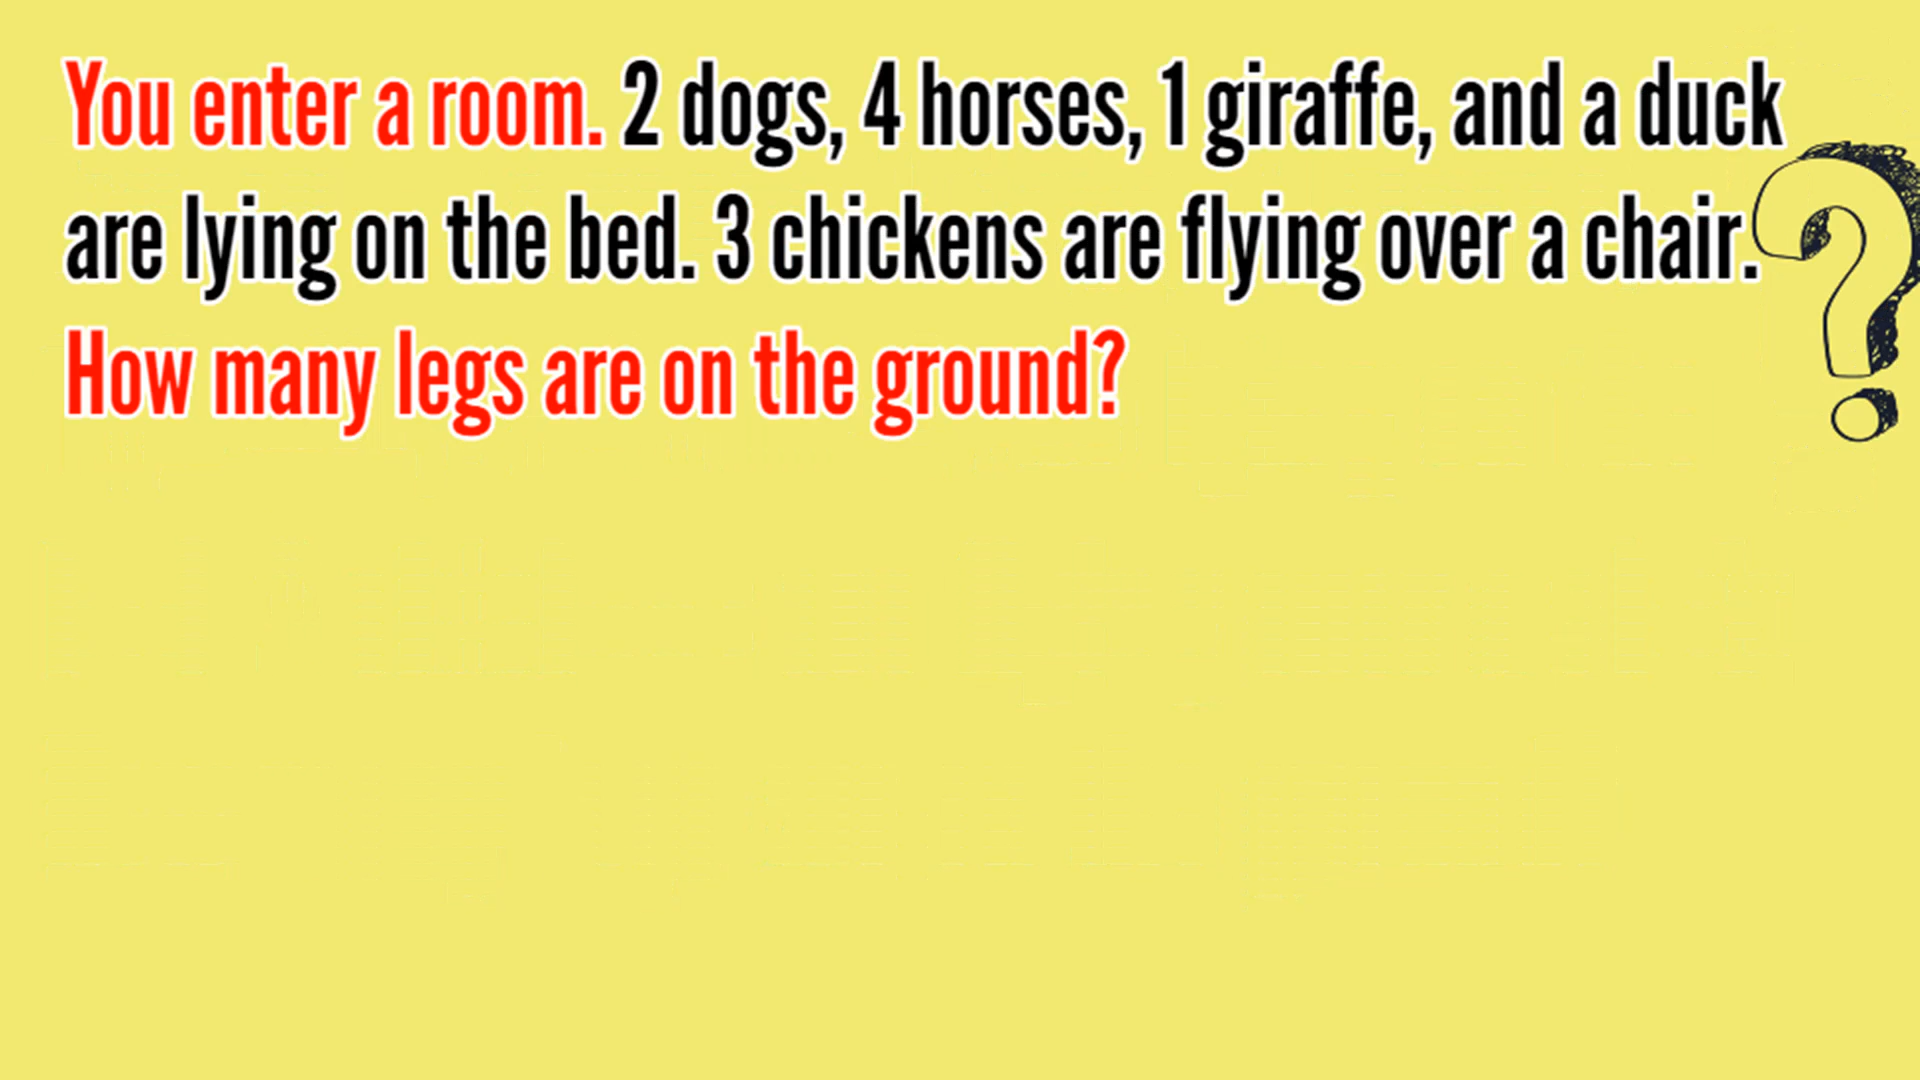 You enter a room. 2 dogs, 4 horses, 1 giraffe, and a duck
are lying on the bed. 3 chickens are flying over a chair.
How many legs are on the ground?
?